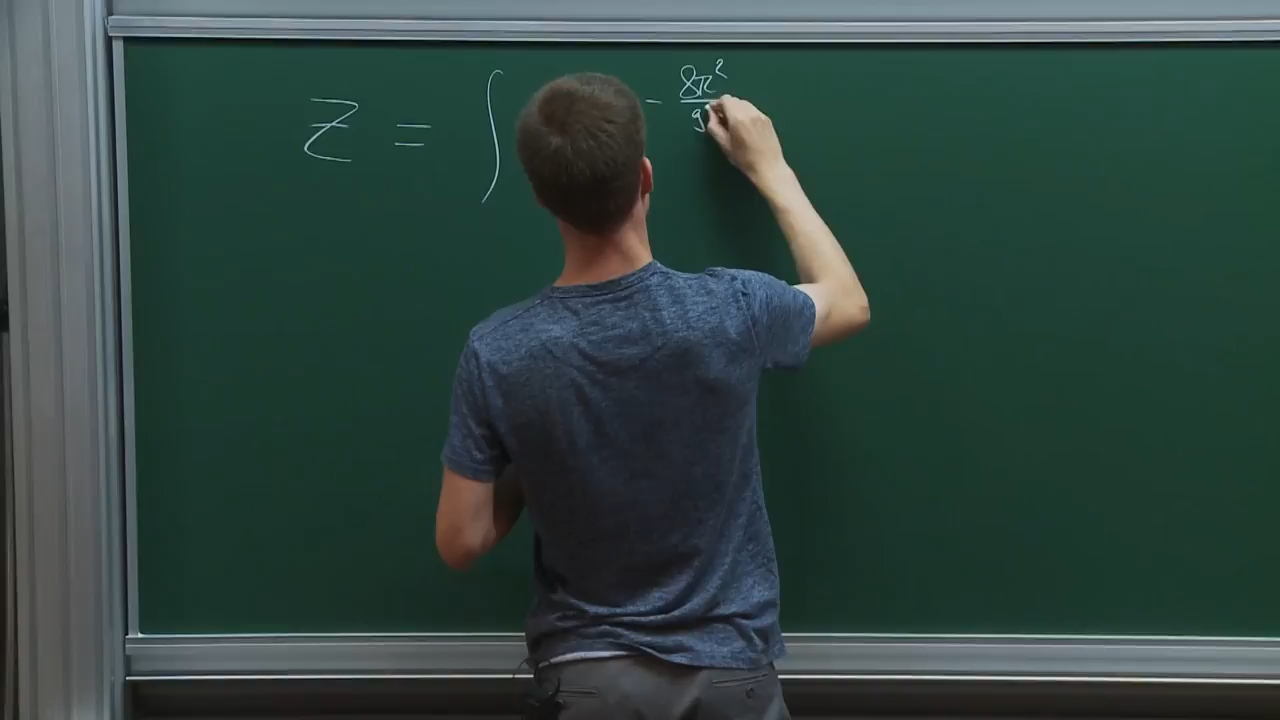 Z = ∫ - 8π² / g